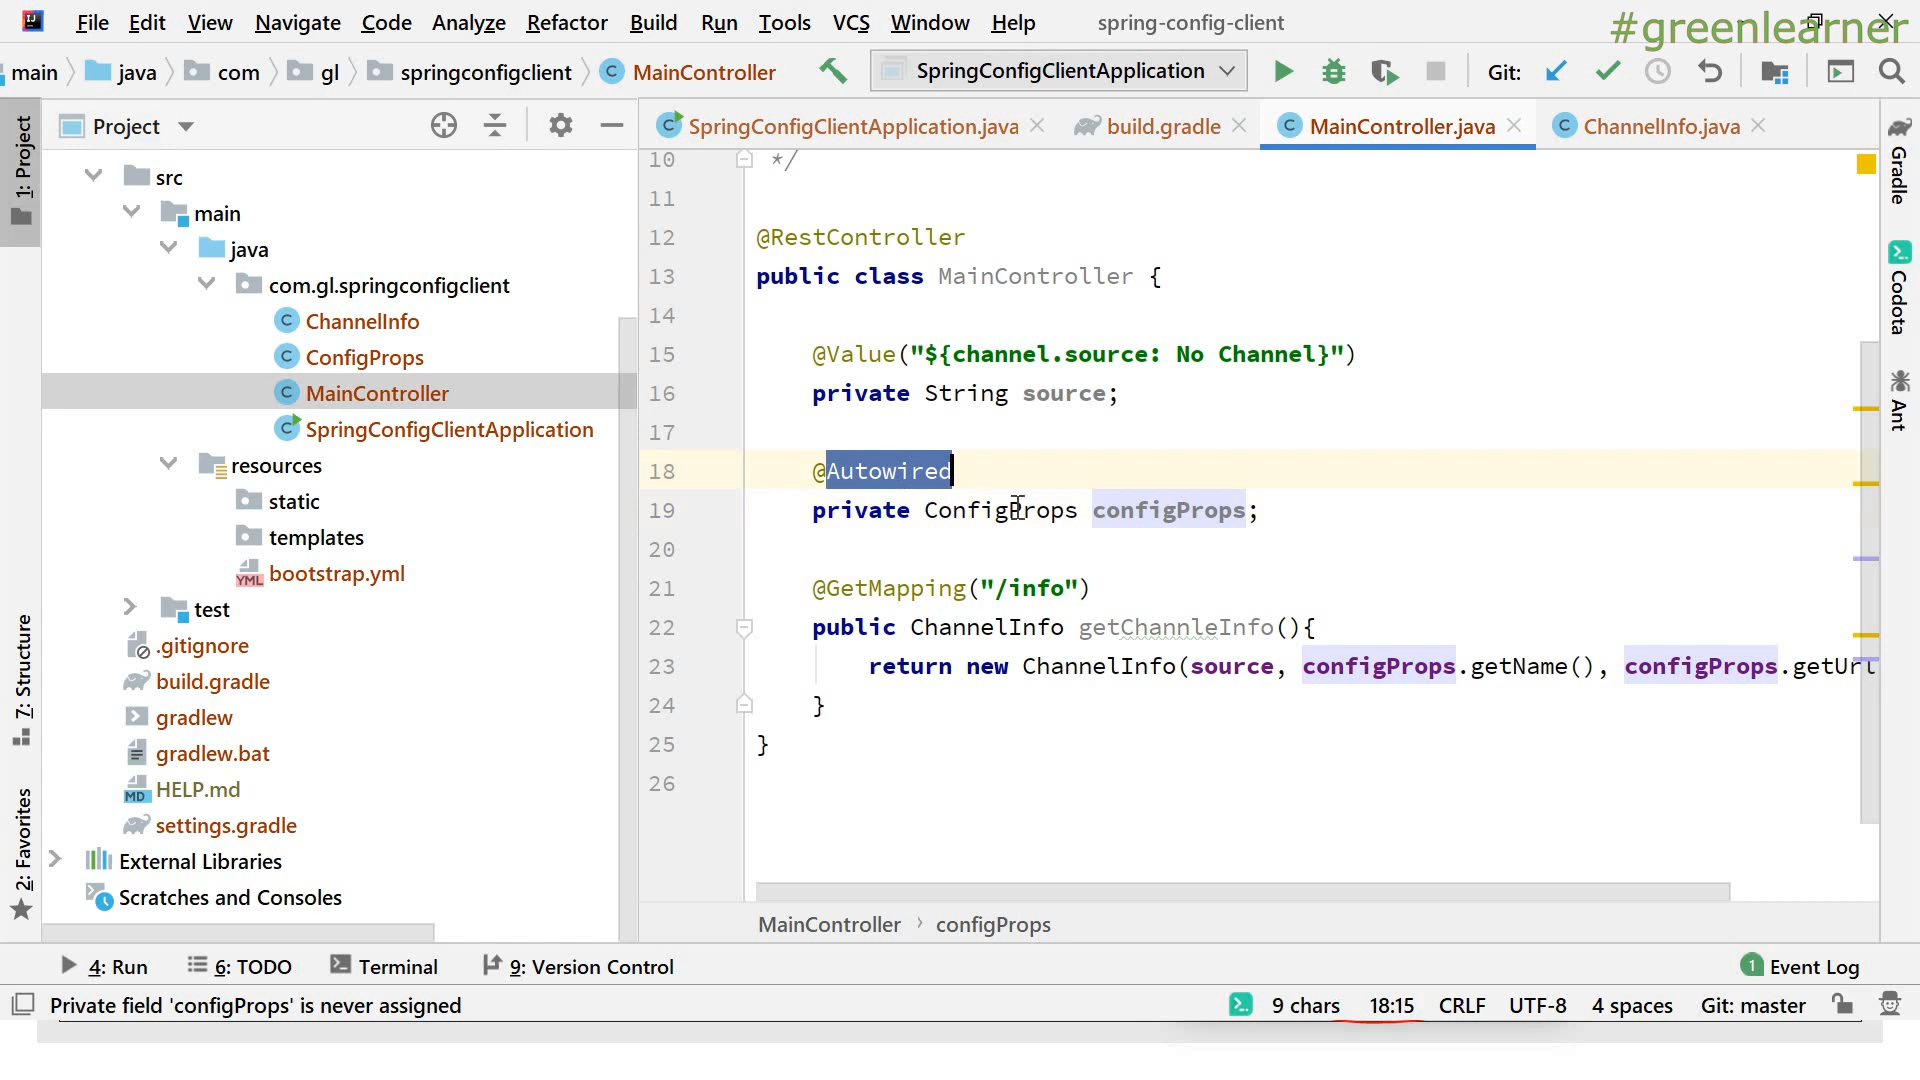 File Edit View Navigate Code Analyze Refactor Build Run Tools VCS Window Help spring-config-client
#greenlearner
main java com gl springconfigclient MainController SpringConfigClientApplication Git:
Project
SpringConfigClientApplication.java build.gradle MainController.java ChannelInfo.java
1: Project
7: Structure
2: Favorites
src
main
java
com.gl.springconfigclient
ChannelInfo
ConfigProps
MainController
SpringConfigClientApplication
resources
static
templates
bootstrap.yml
test
.gitignore
build.gradle
gradlew
gradlew.bat
HELP.md
settings.gradle
External Libraries
Scratches and Consoles
10 */
11
12 @RestController
13 public class MainController {
14
15 @Value("${channel.source: No Channel}")
16 private String source;
17
18 @Autowired
19 private ConfigProps configProps;
20
21 @GetMapping("/info")
22 public ChannelInfo getChannleInfo(){
23 return new ChannelInfo(source, configProps.getName(), configProps.getUrl
24 }
25 }
26
MainController › configProps
Gradle
Codota
Ant
4: Run 6: TODO Terminal 9: Version Control 1 Event Log
Private field 'configProps' is never assigned 9 chars 18:15 CRLF UTF-8 4 spaces Git: master